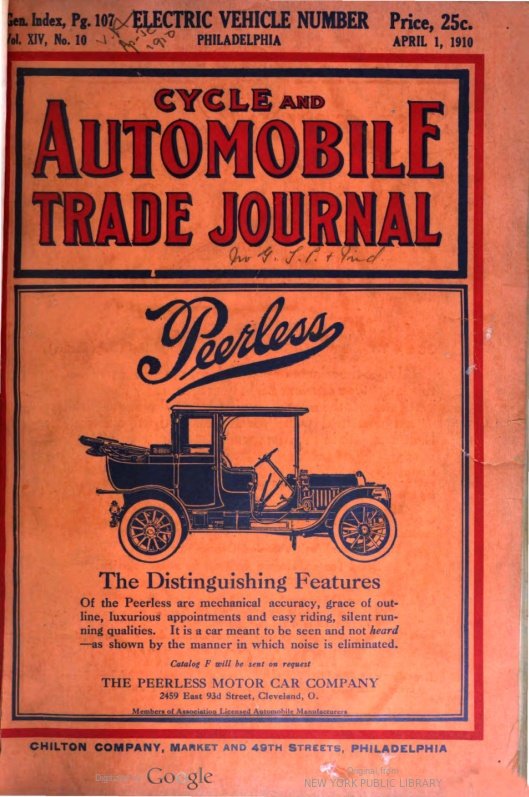 Gen. Index, Pg. 107 ELECTRIC VEHICLE NUMBER Price, 25c.
Vol. XIV, No. 10 PHILADELPHIA APRIL 1, 1910
CYCLE AND
AUTOMOBILE
TRADE JOURNAL
Peerless
The Distinguishing Features
Of the Peerless are mechanical accuracy, grace of out-
line, luxurious appointments and easy riding, silent run-
ning qualities. It is a car meant to be seen and not heard
—as shown by the manner in which noise is eliminated.
Catalog F will be sent on request
THE PEERLESS MOTOR CAR COMPANY
2459 East 93d Street, Cleveland, O.
Members of Association Licensed Automobile Manufacturers
CHILTON COMPANY, MARKET AND 49TH STREETS, PHILADELPHIA
Digitized by Google
Original from
NEW YORK PUBLIC LIBRARY